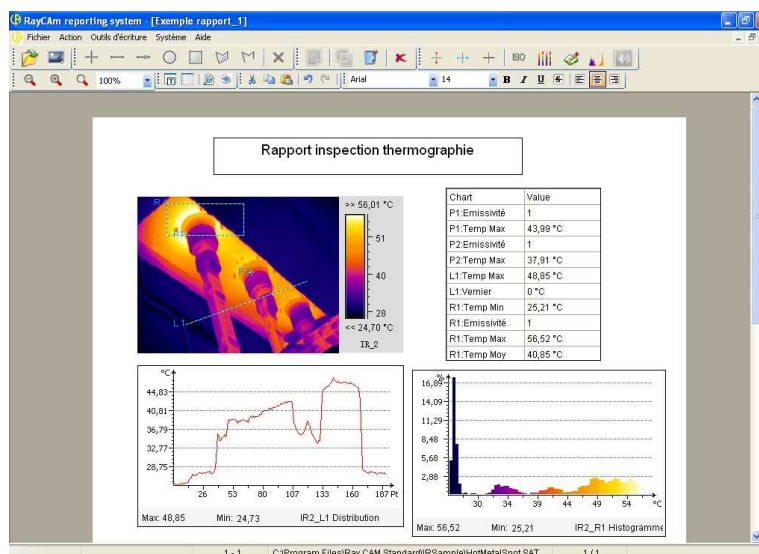 RayCAm reporting system - [Exemple rapport_1]
Fichier Action Outils d'écriture Système Aide
ISO
100%
Arial
14
B I U
Rapport inspection thermographie
R1
>> 56,01 °C
51
40
28
<< 24,70 °C
IR_2
L1
Chart Value
P1:Emissivité 1
P1:Temp Max 43,99 °C
P2:Emissivité 1
P2:Temp Max 37,91 °C
L1:Temp Max 48,85 °C
L1:Vernier 0 °C
R1:Temp Min 25,21 °C
R1:Emissivité 1
R1:Temp Max 56,52 °C
R1:Temp Moy 40,85 °C
°C
44,83
40,81
36,79
32,77
28,75
26 53 80 107 133 160 187 Pt
Max: 48,85 Min: 24,73 IR2_L1 Distribution
%
16,89
14,09
11,29
8,48
5,68
2,88
30 34 39 44 49 54 °C
Max: 56,52 Min: 25,21 IR2_R1 Histogramme
1 - 1 C:\Program Files\Ray CAM Standard\IRSample\HotMetalSpot.SAT 1 / 1